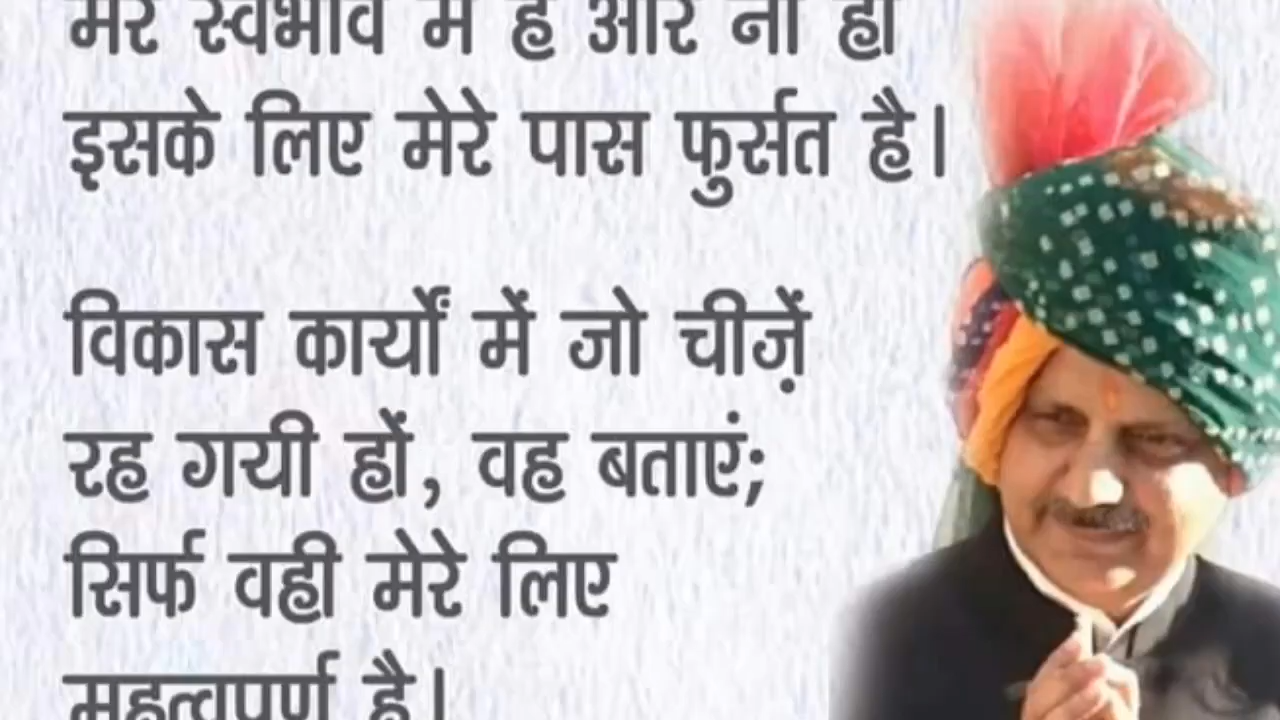 मेरे स्वभाव में है और ना ही
इसके लिए मेरे पास फुर्सत है।
विकास कार्यों में जो चीज़ें
रह गयी हों, वह बताएं;
सिर्फ वही मेरे लिए
महत्वपूर्ण है।